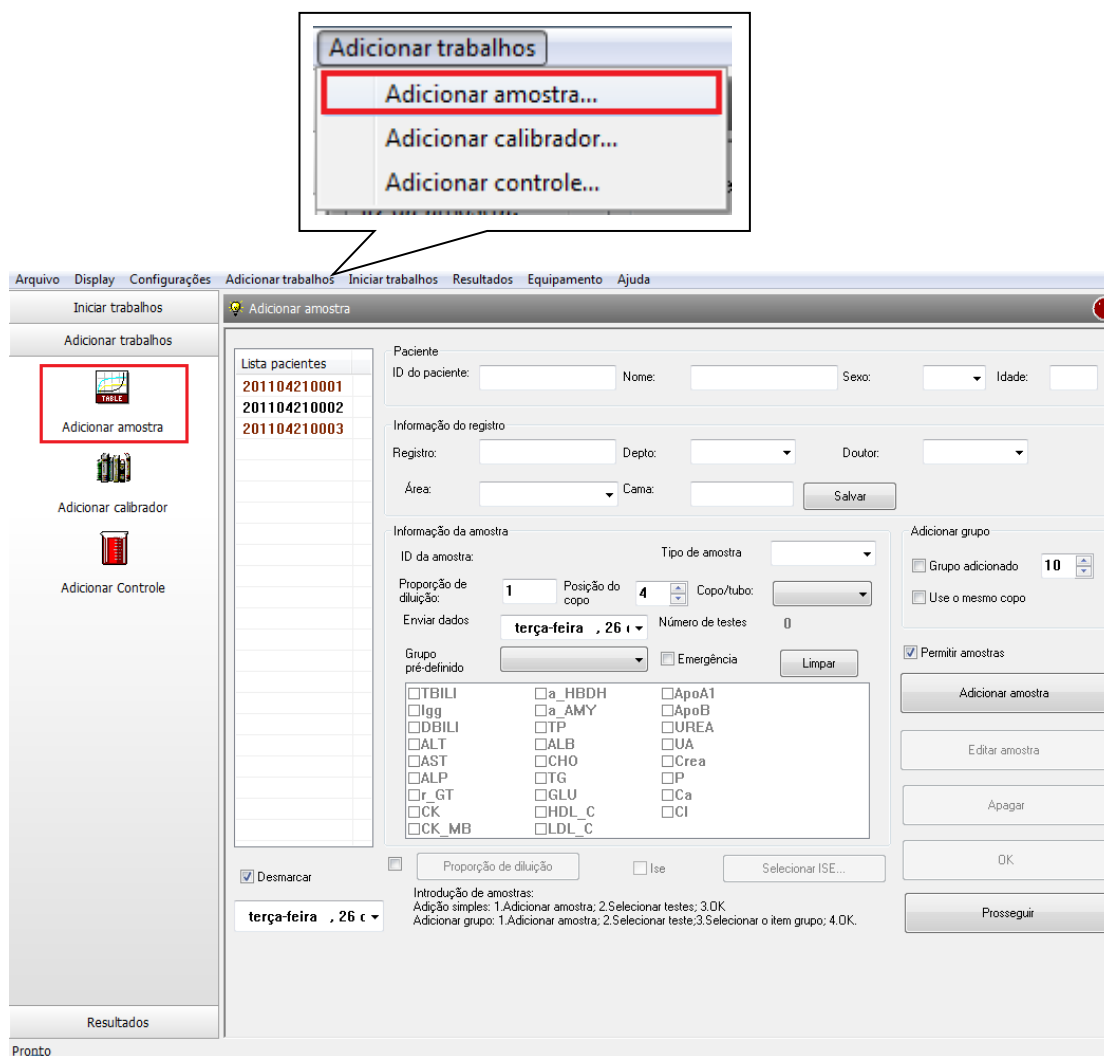 Adicionar trabalhos
Adicionar amostra...
Adicionar calibrador...
Adicionar controle...
Arquivo Display Configurações Adicionar trabalhos Iniciar trabalhos Resultados Equipamento Ajuda
Iniciar trabalhos
Adicionar trabalhos
TABLE
Adicionar amostra
Adicionar calibrador
Adicionar Controle
Resultados
Pronto
Adicionar amostra
Lista pacientes
201104210001
201104210002
201104210003
Desmarcar
terça-feira , 26 c
Paciente
ID do paciente: Nome: Sexo: Idade:
Informação do registro
Registro: Depto: Doutor:
Área: Cama: Salvar
Informação da amostra
ID da amostra: Tipo de amostra
Proporção de diluição: 1 Posição do copo 4 Copo/tubo:
Enviar dados terça-feira , 26 Número de testes 0
Grupo pré-definido Emergência Limpar
TBILI a_HBDH ApoA1
Igg a_AMY ApoB
DBILI TP UREA
ALT ALB UA
AST CHO Crea
ALP TG P
r_GT GLU Ca
CK HDL_C Cl
CK_MB LDL_C
Proporção de diluição Ise Selecionar ISE...
Introdução de amostras:
Adição simples: 1.Adicionar amostra; 2.Selecionar testes; 3.OK
Adicionar grupo: 1.Adicionar amostra; 2.Selecionar teste;3.Selecionar o item grupo; 4.OK.
Adicionar grupo
Grupo adicionado 10
Use o mesmo copo
Permitir amostras
Adicionar amostra
Editar amostra
Apagar
OK
Prosseguir